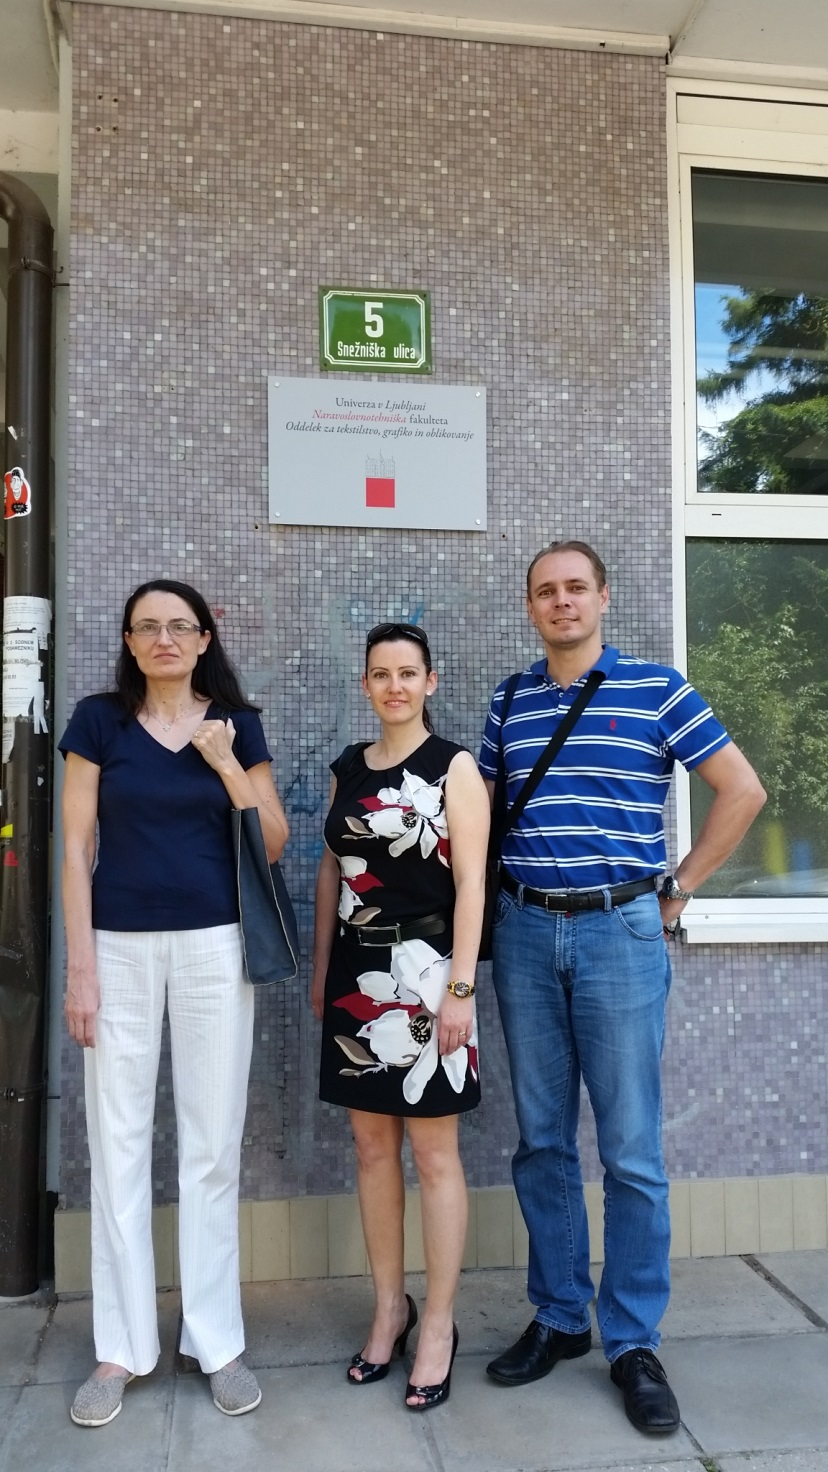 5
Snežniška ulica
Univerza v Ljubljani
Naravoslovnotehniška fakulteta
Oddelek za tekstilstvo, grafiko in oblikovanje